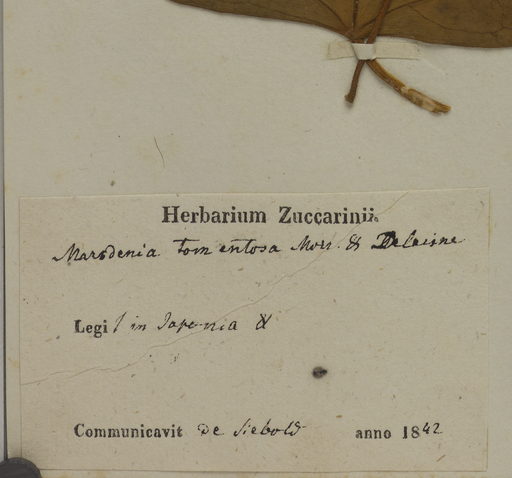 Herbarium Zuccarinii.
Marsdenia tomentosa Morr. & Decaisne
Legit in Japonia &
Communicavit de Siebold anno 1842